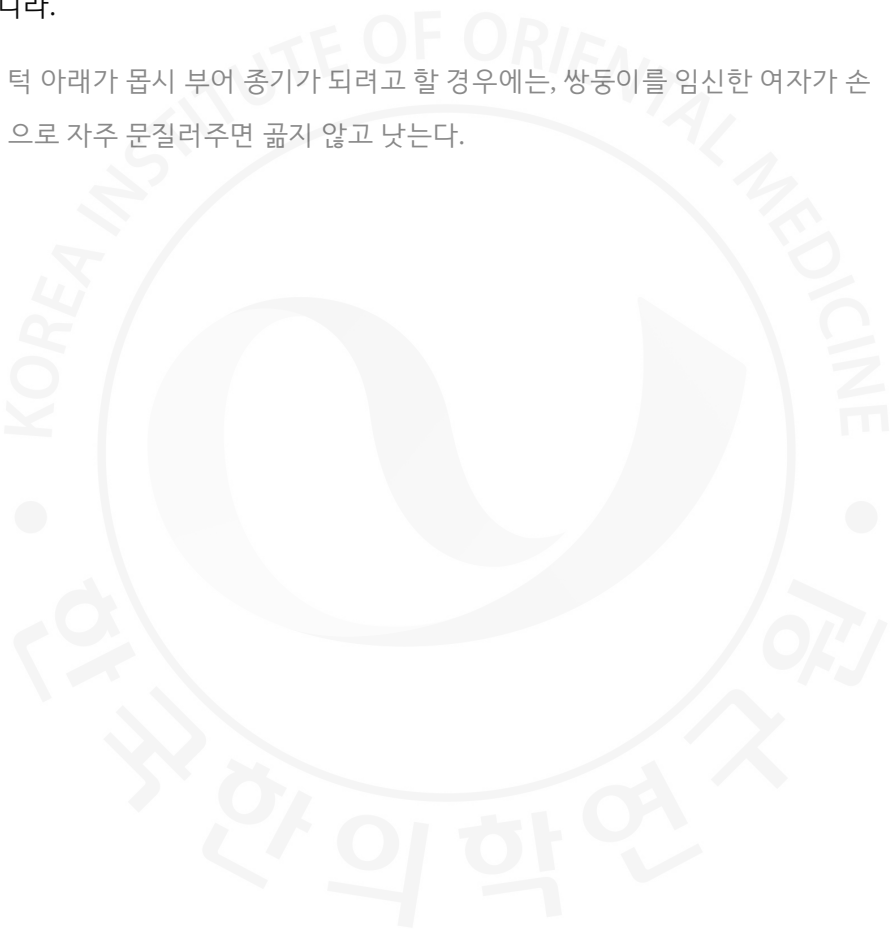 니라.
턱 아래가 몹시 부어 종기가 되려고 할 경우에는, 쌍둥이를 임신한 여자가 손
으로 자주 문질러주면 곪지 않고 낫는다.
KOREA INSTITUTE OF ORIENTAL MEDICINE
한국한의학연구원